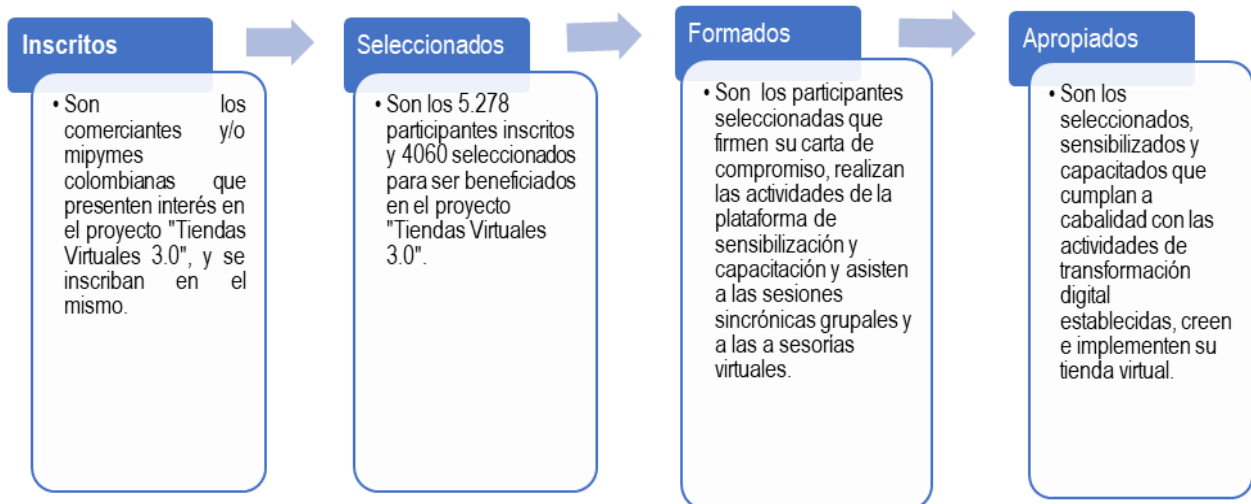 Inscritos
• Son los
comerciantes y/o
mipymes
colombianas que
presenten interés en
el proyecto "Tiendas
Virtuales 3.0", y se
inscriban en el
mismo.
Seleccionados
• Son los 5.278
participantes inscritos
y 4060 seleccionados
para ser beneficiados
en el proyecto
"Tiendas Virtuales
3.0".
Formados
• Son los participantes
seleccionadas que
firmen su carta de
compromiso, realizan
las actividades de la
plataforma de
sensibilización y
capacitación y asisten
a las sesiones
sincrónicas grupales y
a las a sesorías
virtuales.
Apropiados
• Son los
seleccionados,
sensibilizados y
capacitados que
cumplan a
cabalidad con las
actividades de
transformación
digital
establecidas, creen
e implementen su
tienda virtual.